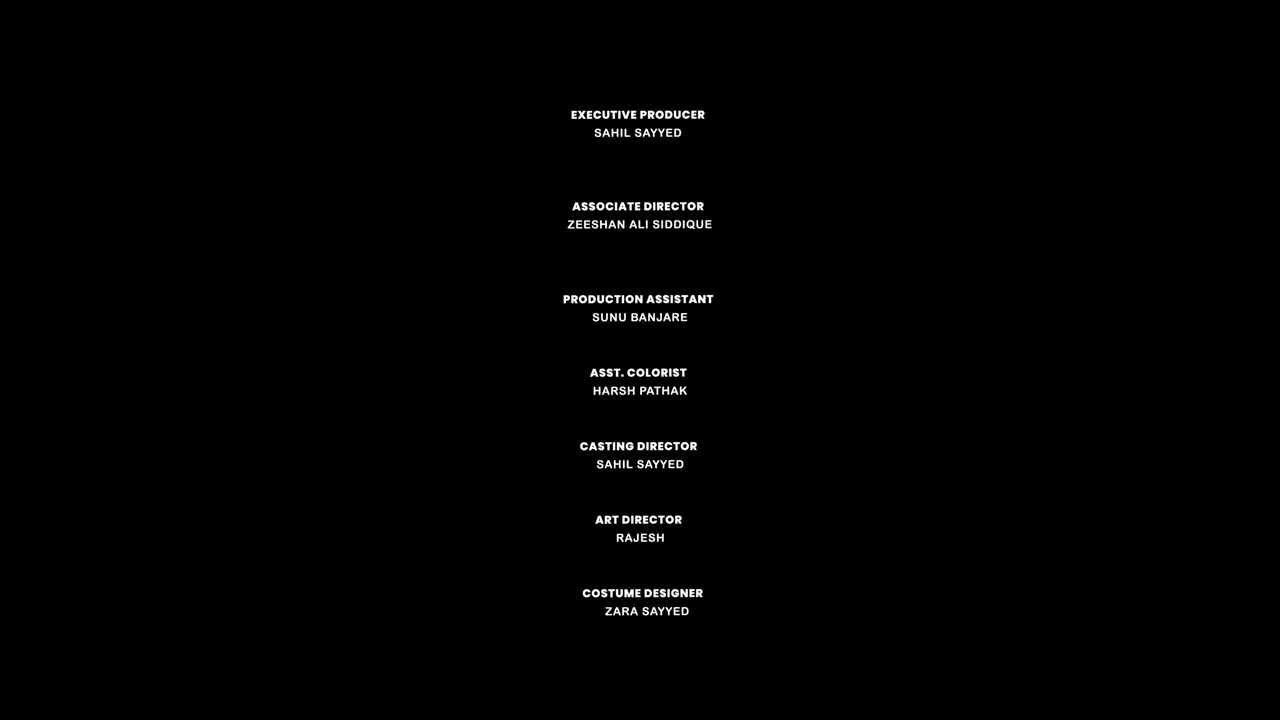 EXECUTIVE PRODUCER
SAHIL SAYYED
ASSOCIATE DIRECTOR
ZEESHAN ALI SIDDIQUE
PRODUCTION ASSISTANT
SUNU BANJARE
ASST. COLORIST
HARSH PATHAK
CASTING DIRECTOR
SAHIL SAYYED
ART DIRECTOR
RAJESH
COSTUME DESIGNER
ZARA SAYYED